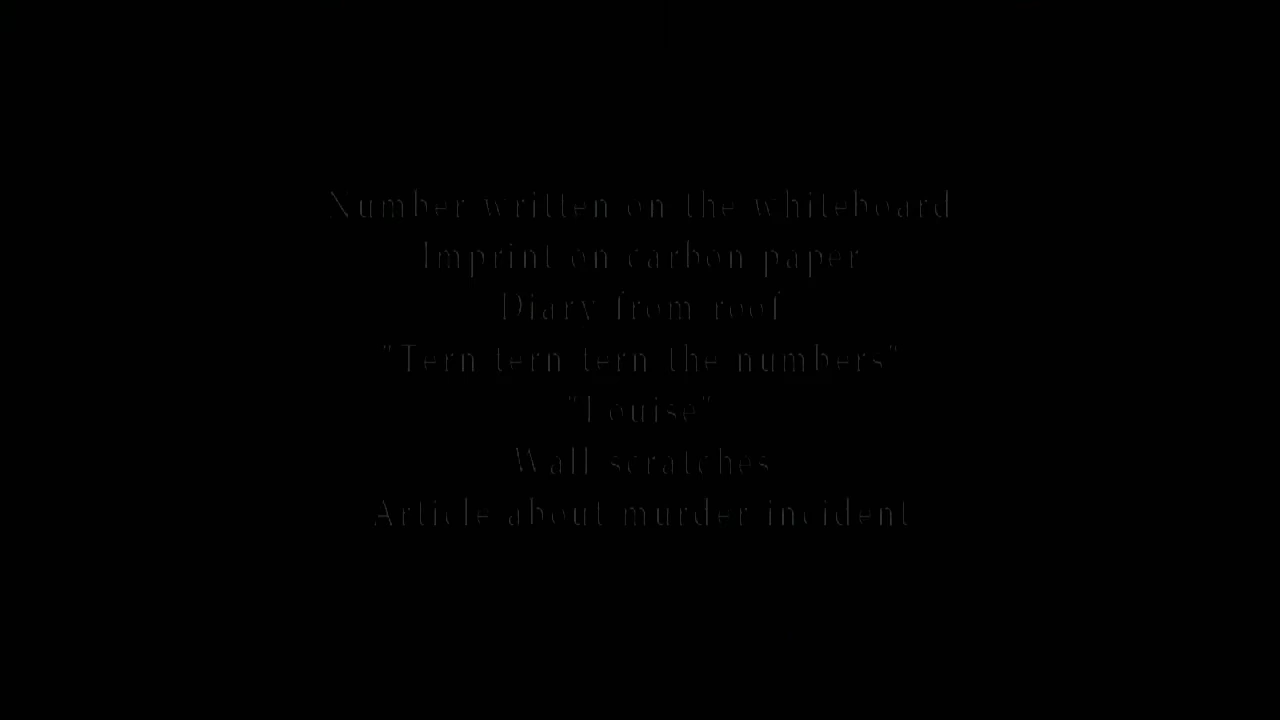 Number written on the whiteboard
Imprint on carbon paper
Diary from roof
"Tern tern tern the numbers"
"Louise"
Wall scratches
Article about murder incident